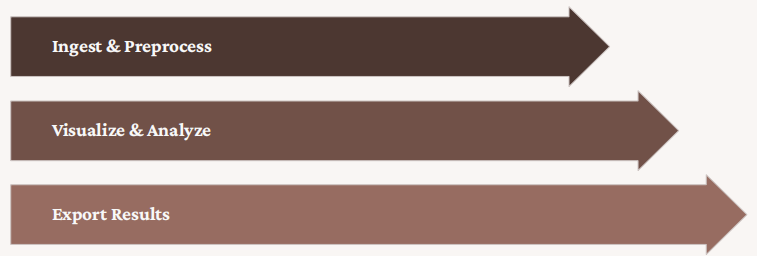 Ingest & Preprocess
Visualize & Analyze
Export Results